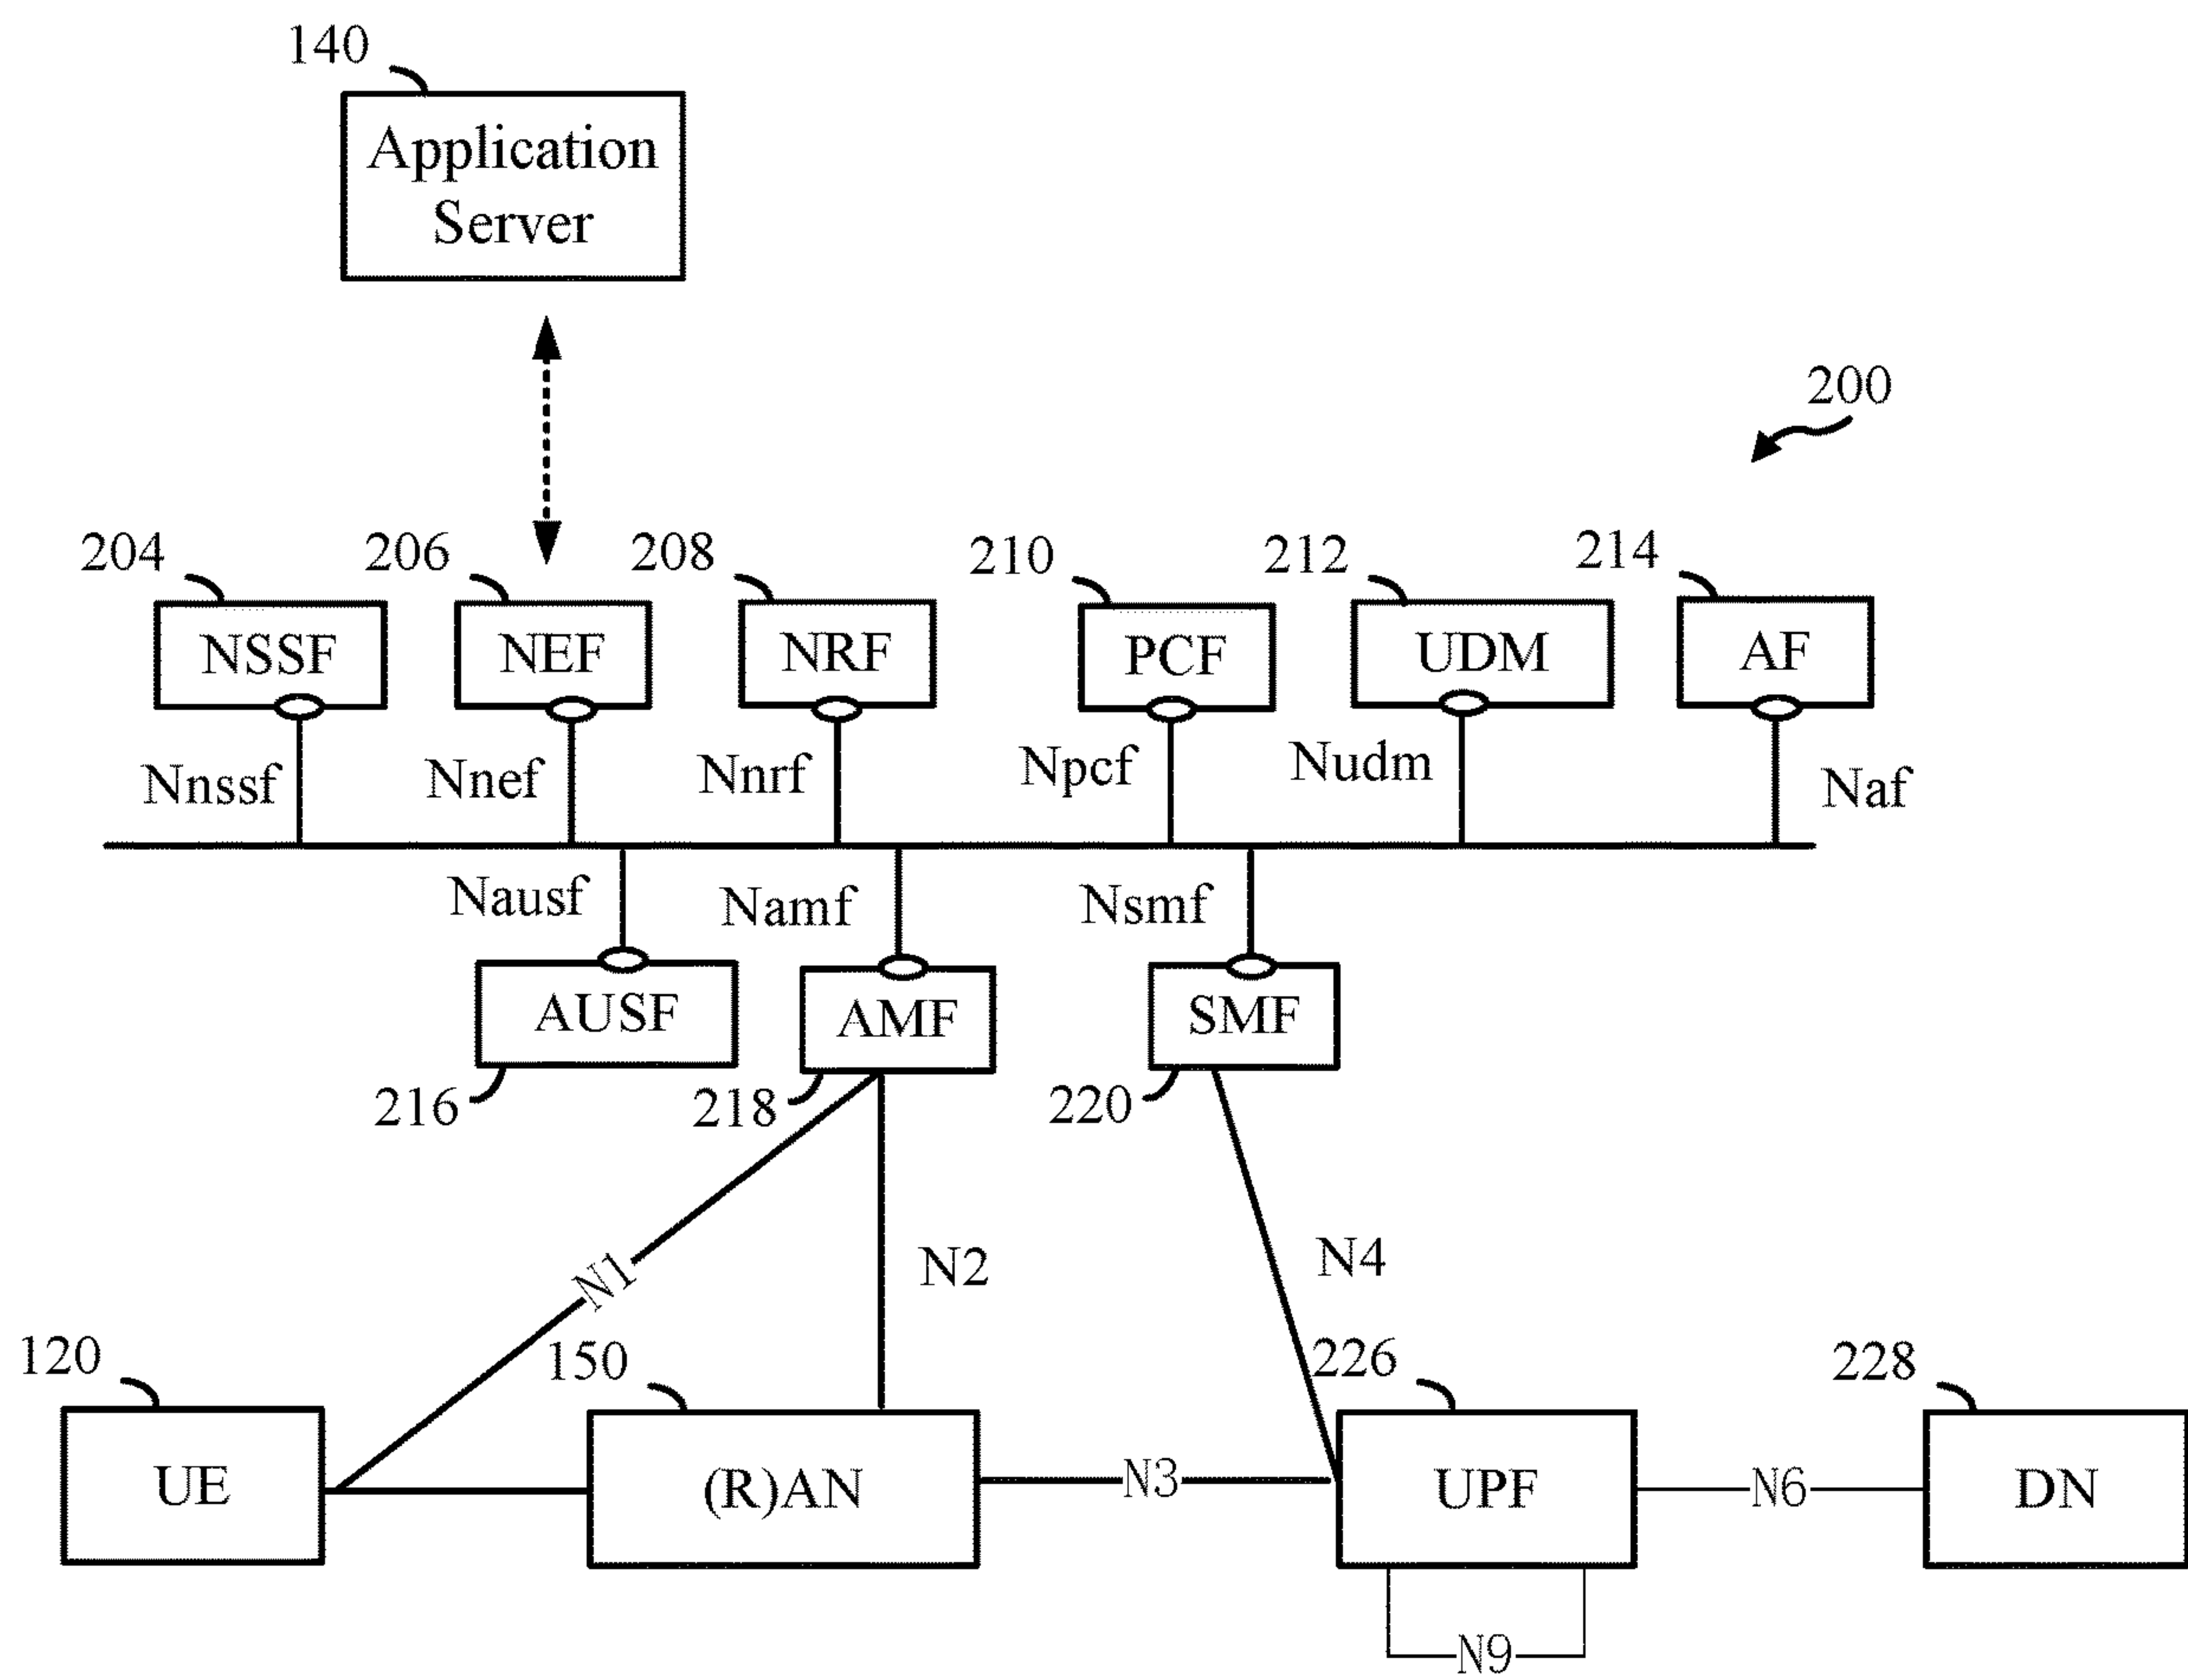 140
Application
Server
200
204
206
208
210
212
214
NSSF
NEF
NRF
PCF
UDM
AF
Nnssf
Nnef
Nnrf
Npcf
Nudm
Naf
Nausf
Namf
Nsmf
AUSF
AMF
SMF
216
218
220
N1
N2
N4
120
150
226
228
UE
(R)AN
N3
UPF
N6
DN
N9